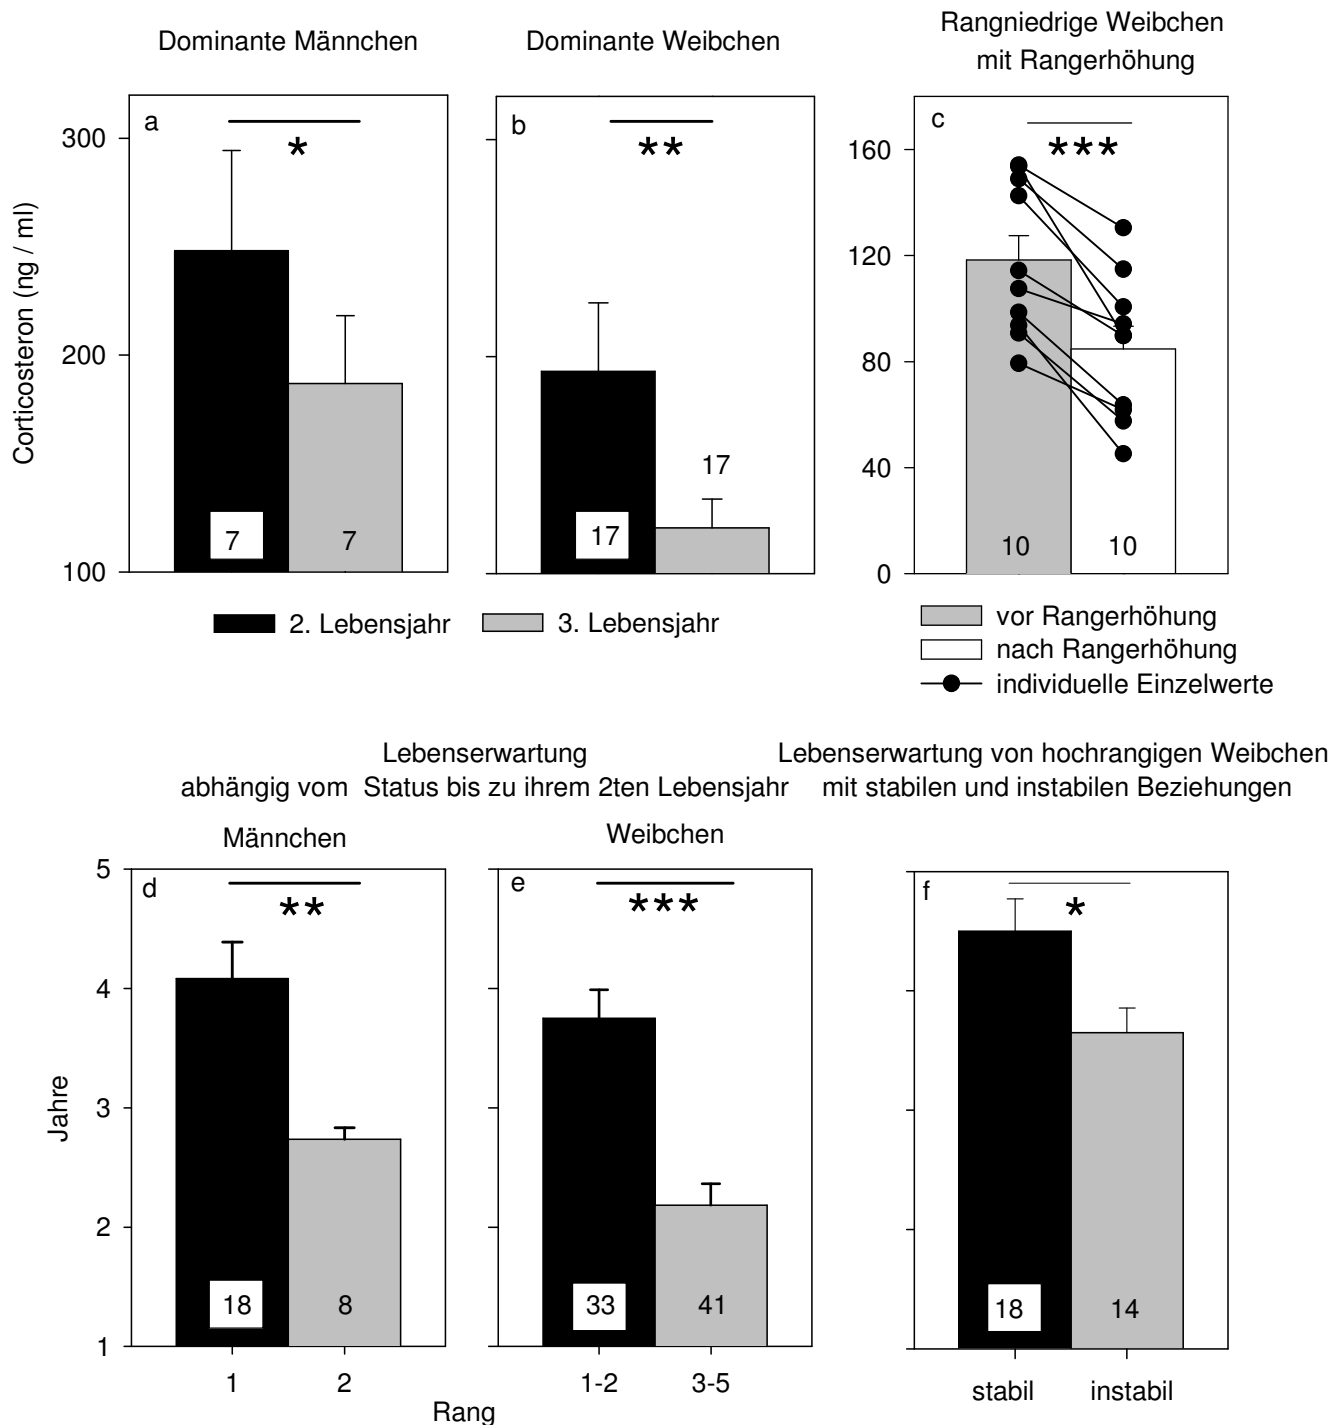 Dominante Männchen
Dominante Weibchen
Rangniedrige Weibchen
mit Rangerhöhung
Corticosteron (ng / ml)
300
200
100
a
*
7
7
b
**
17
17
160
120
80
40
0
c
***
10
10
2. Lebensjahr
3. Lebensjahr
vor Rangerhöhung
nach Rangerhöhung
individuelle Einzelwerte
Lebenserwartung
abhängig vom Status bis zu ihrem 2ten Lebensjahr
Lebenserwartung von hochrangigen Weibchen
mit stabilen und instabilen Beziehungen
Männchen
Weibchen
Jahre
5
4
3
2
1
d
**
18
8
1
2
e
***
33
41
1-2
3-5
Rang
f
*
18
14
stabil
instabil